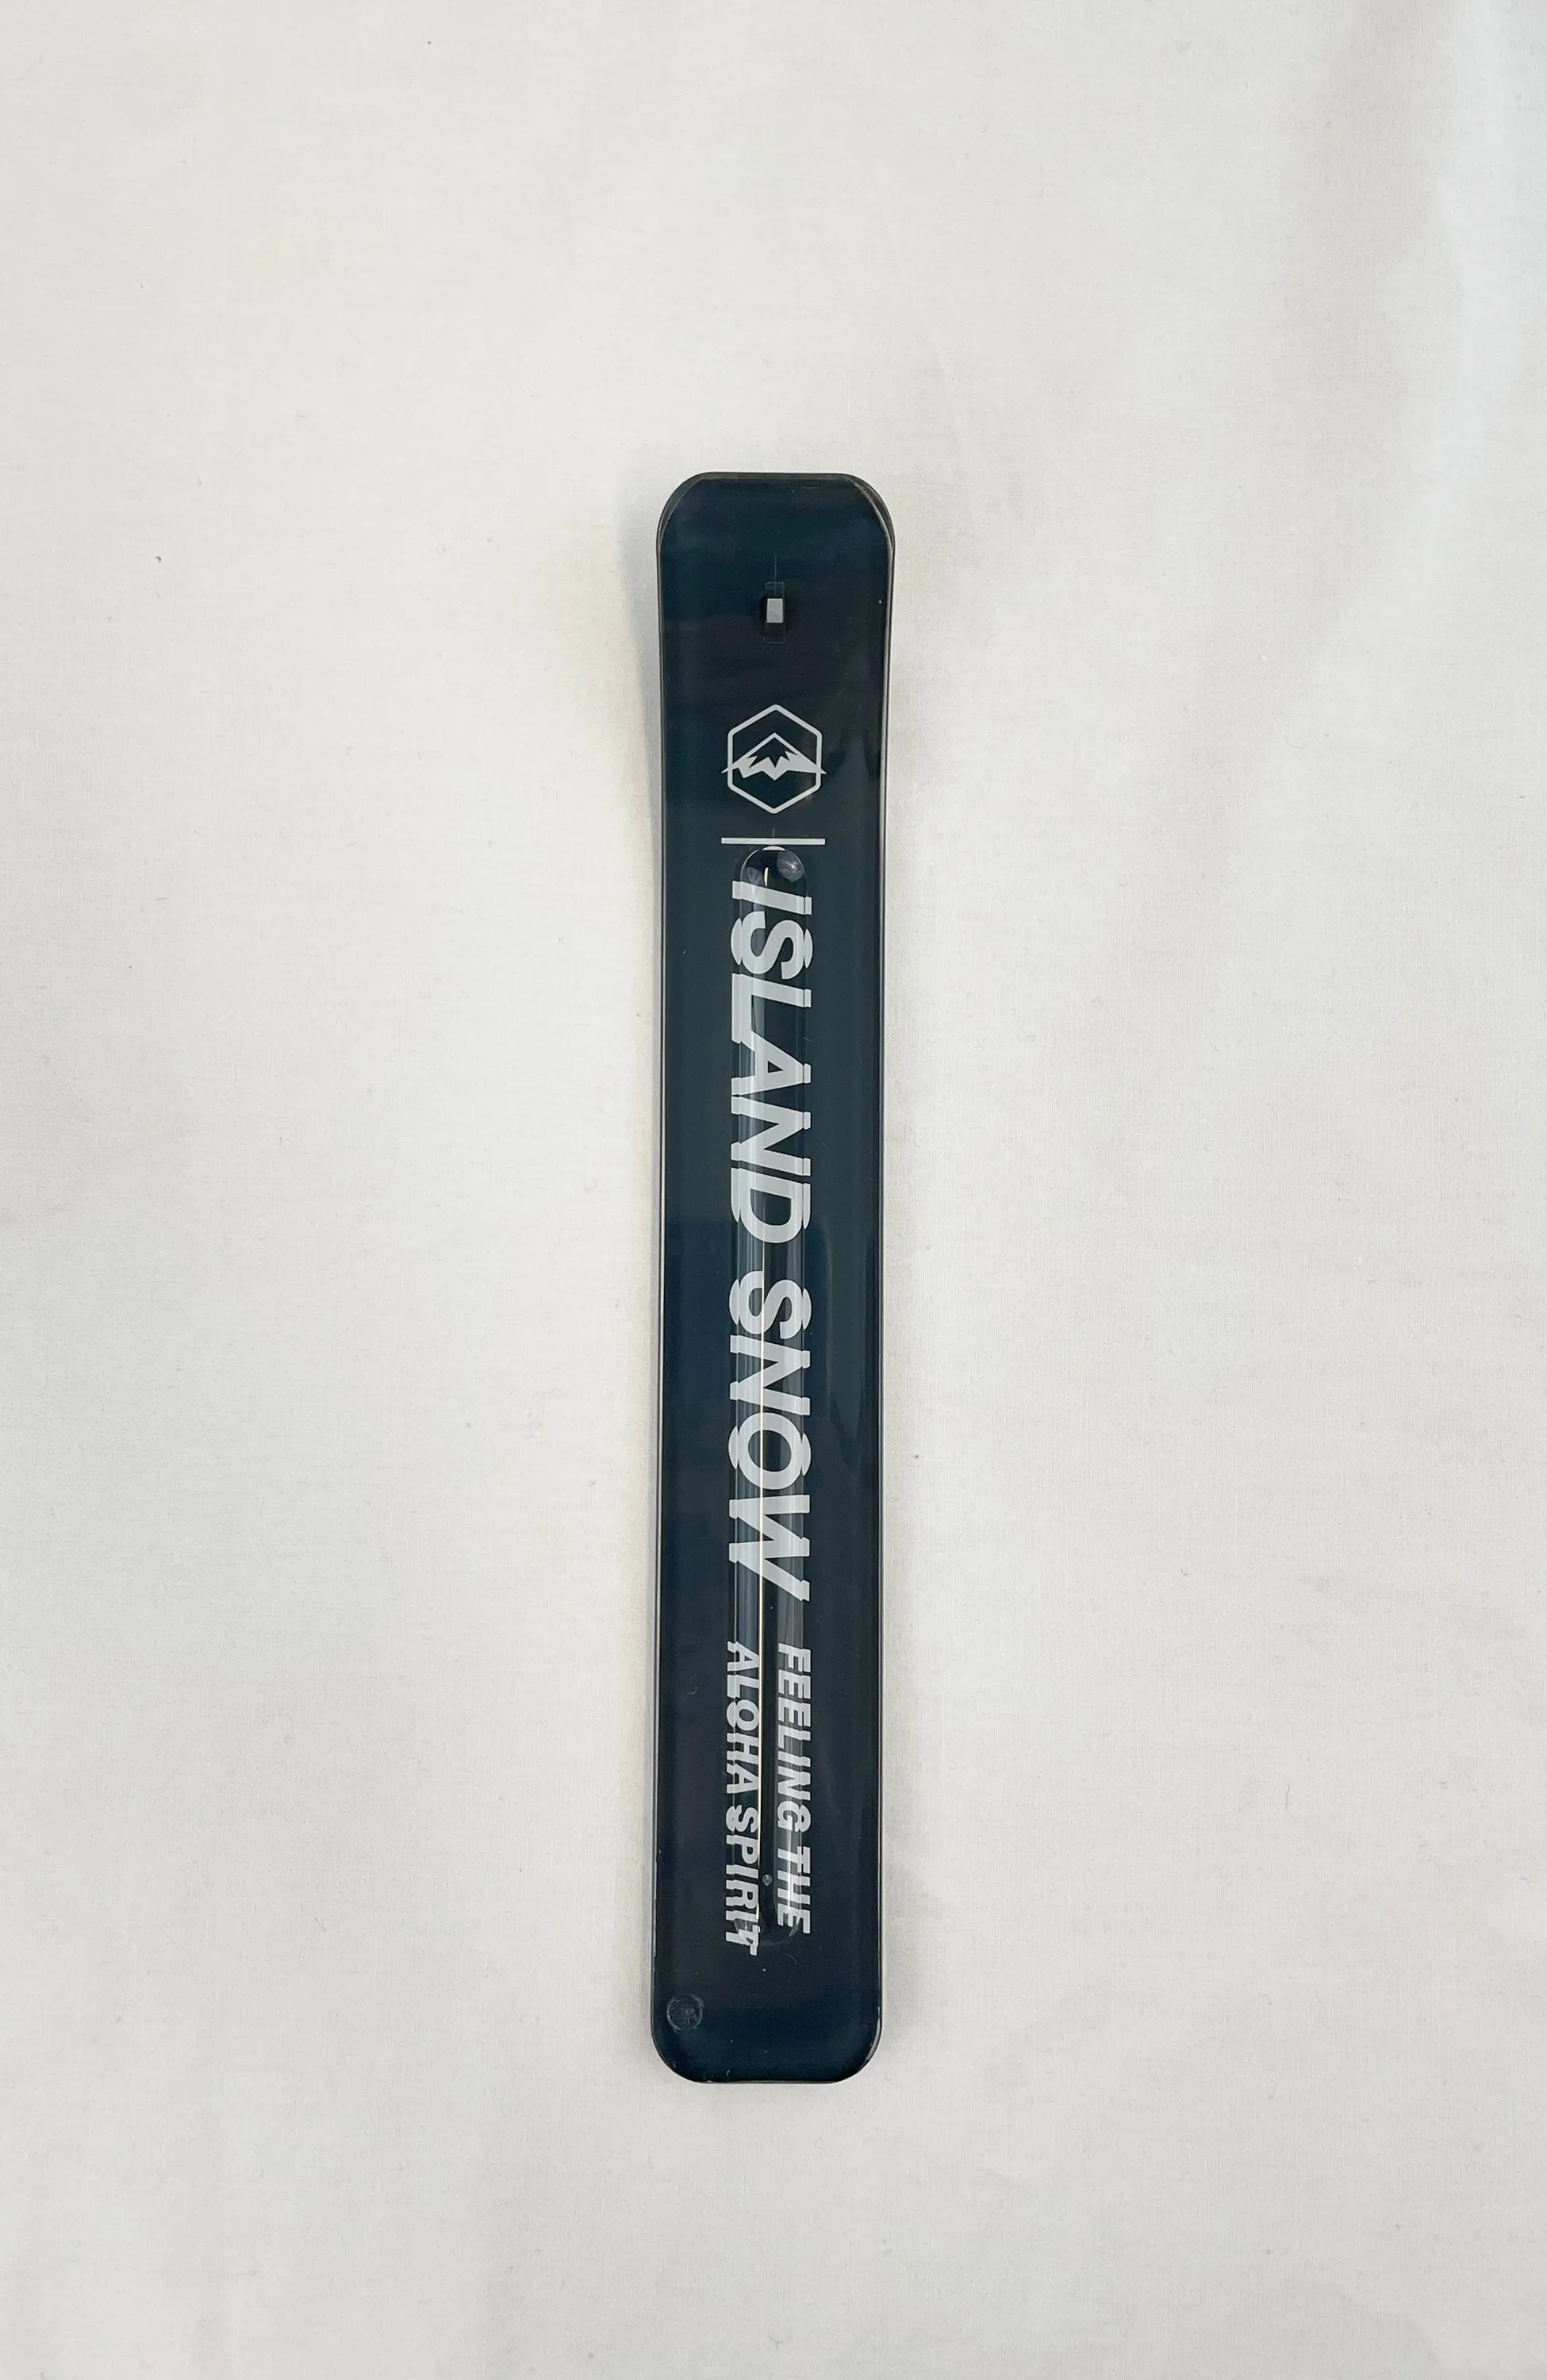 ISLAND SNOW
FEELING THE
ALOHA SPIRIT